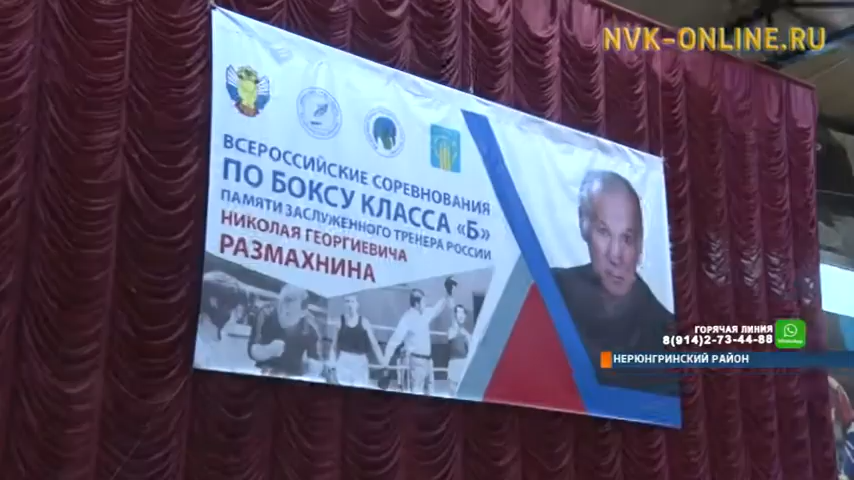 NVK-ONLINE.RU
ВСЕРОССИЙСКИЕ СОРЕВНОВАНИЯ
ПО БОКСУ КЛАССА «Б»
ПАМЯТИ ЗАСЛУЖЕННОГО ТРЕНЕРА РОССИИ
НИКОЛАЯ ГЕОРГИЕВИЧА
РАЗМАХНИНА
ГОРЯЧАЯ ЛИНИЯ
8(914)2-73-44-88
WhatsApp
НЕРЮНГРИНСКИЙ РАЙОН